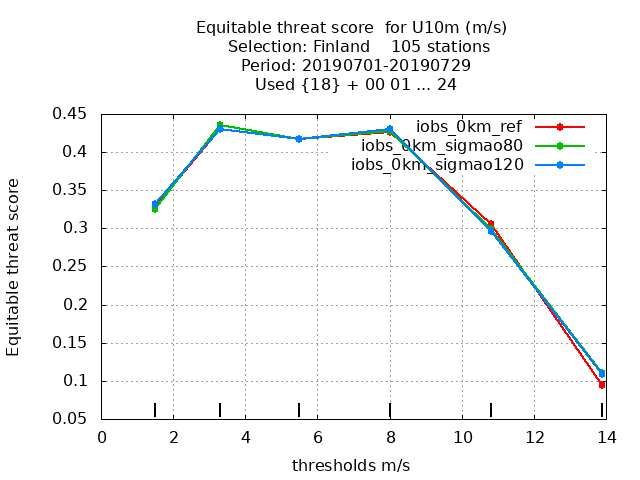 Equitable threat score  for U10m (m/s)
Selection: Finland    105 stations
Period: 20190701-20190729
Used {18} + 00 01 ... 24
iobs_0km_ref
iobs_0km_sigmao80
iobs_0km_sigmao120
Equitable threat score
0.45
0.4
0.35
0.3
0.25
0.2
0.15
0.1
0.05
0 2 4 6 8 10 12 14
thresholds m/s